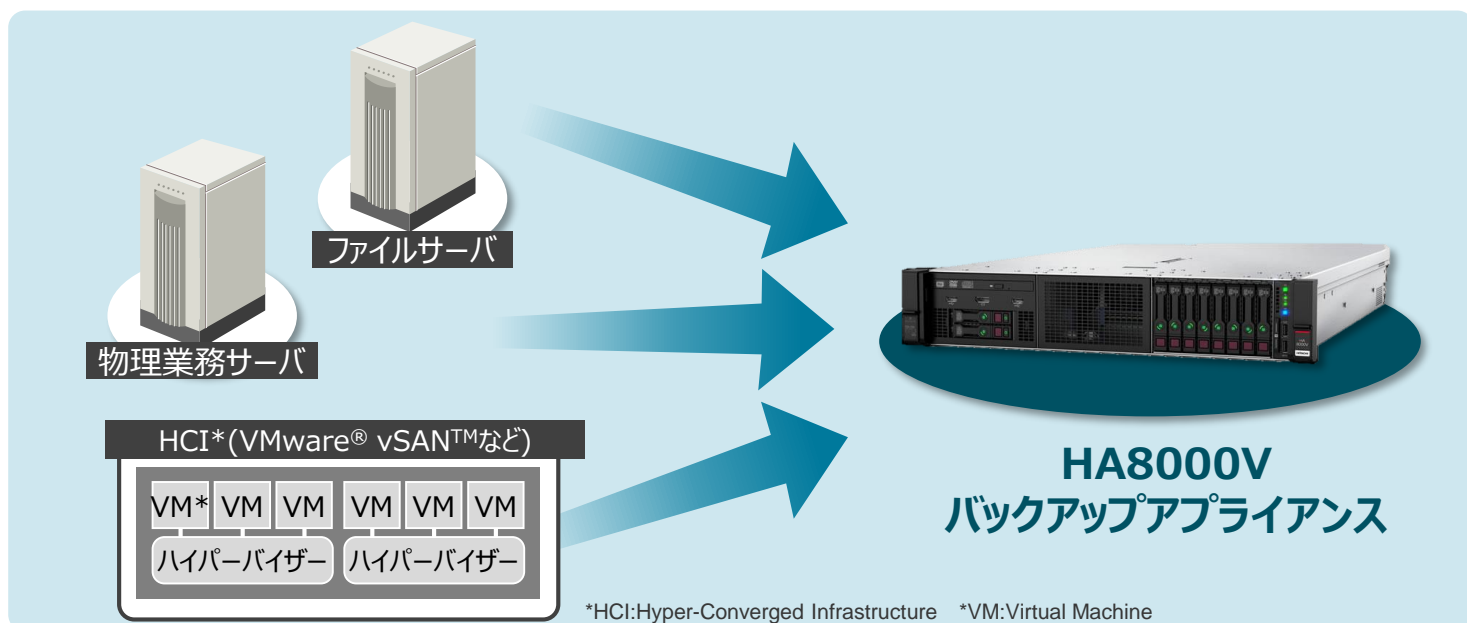 ファイルサーバ
物理業務サーバ
HCI*(VMware® vSAN™など)
VM* VM VM VM VM VM
ハイパーバイザー ハイパーバイザー
HA8000V
バックアップアプライアンス
*HCI:Hyper-Converged Infrastructure *VM:Virtual Machine